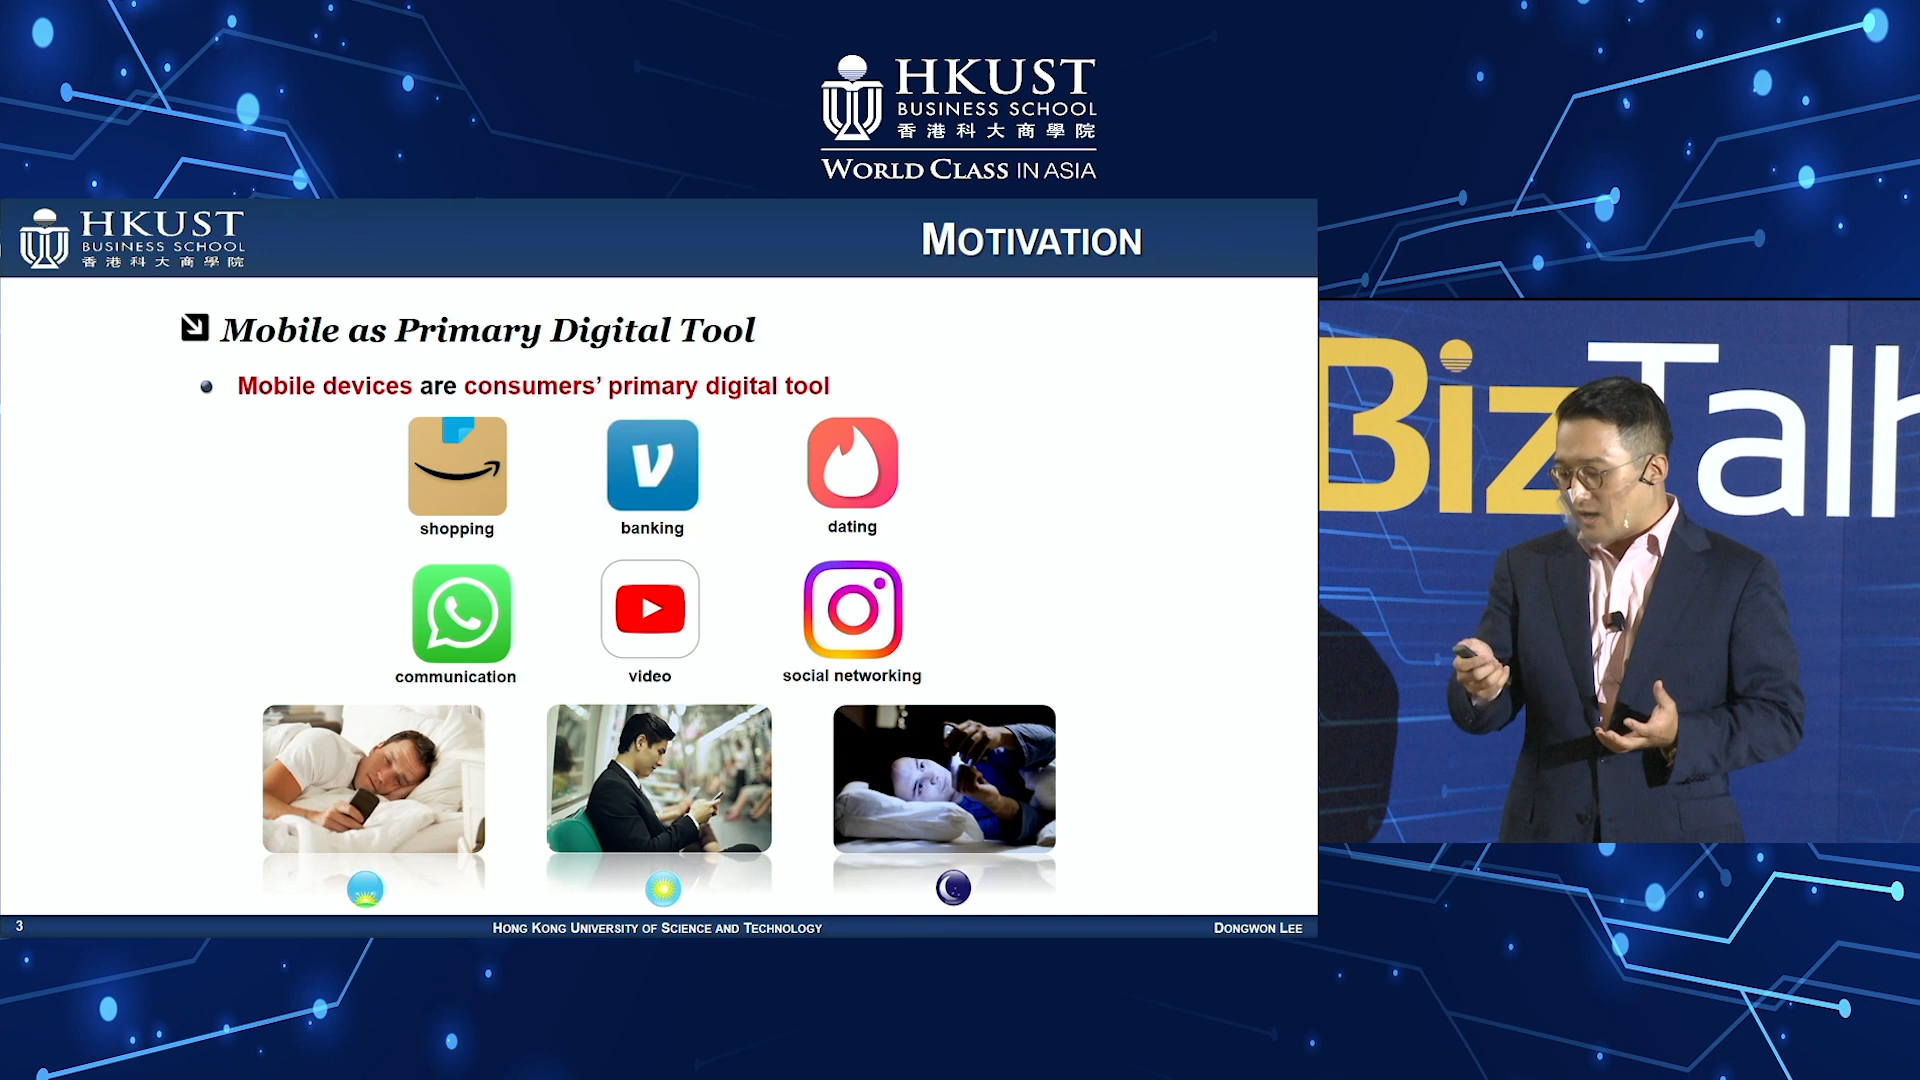 HKUST
BUSINESS SCHOOL
香港科大商學院
WORLD CLASS IN ASIA
HKUST
BUSINESS SCHOOL
香港科大商學院
MOTIVATION
Mobile as Primary Digital Tool
Mobile devices are consumers’ primary digital tool
shopping
banking
dating
communication
video
social networking
3
HONG KONG UNIVERSITY OF SCIENCE AND TECHNOLOGY
DONGWON LEE
Biz Talk